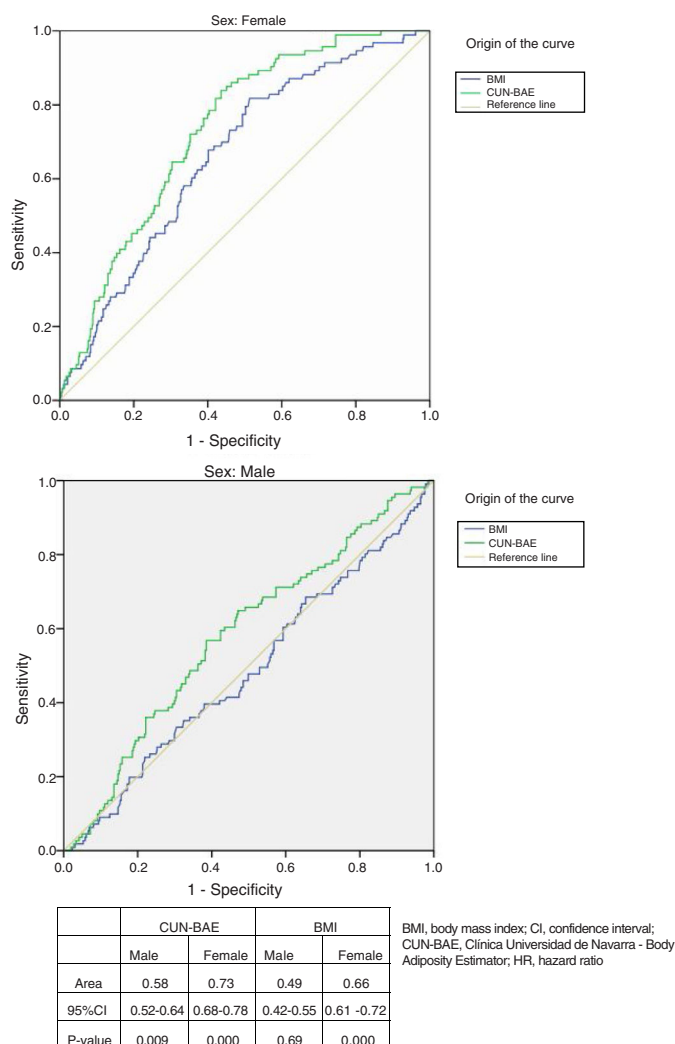 Sex: Female
Origin of the curve
BMI
CUN-BAE
Reference line
Sensitivity
1.0
0.8
0.6
0.4
0.2
0.0
0.0 0.2 0.4 0.6 0.8 1.0
1 - Specificity
Sex: Male
Origin of the curve
BMI
CUN-BAE
Reference line
Sensitivity
1.0
0.8
0.6
0.4
0.2
0.0
0.0 0.2 0.4 0.6 0.8 1.0
1 - Specificity
CUN-BAE BMI
Male Female Male Female
Area 0.58 0.73 0.49 0.66
95%CI 0.52-0.64 0.68-0.78 0.42-0.55 0.61 -0.72
P-value 0.009 0.000 0.69 0.000
BMI, body mass index; CI, confidence interval;
CUN-BAE, Clínica Universidad de Navarra - Body
Adiposity Estimator; HR, hazard ratio